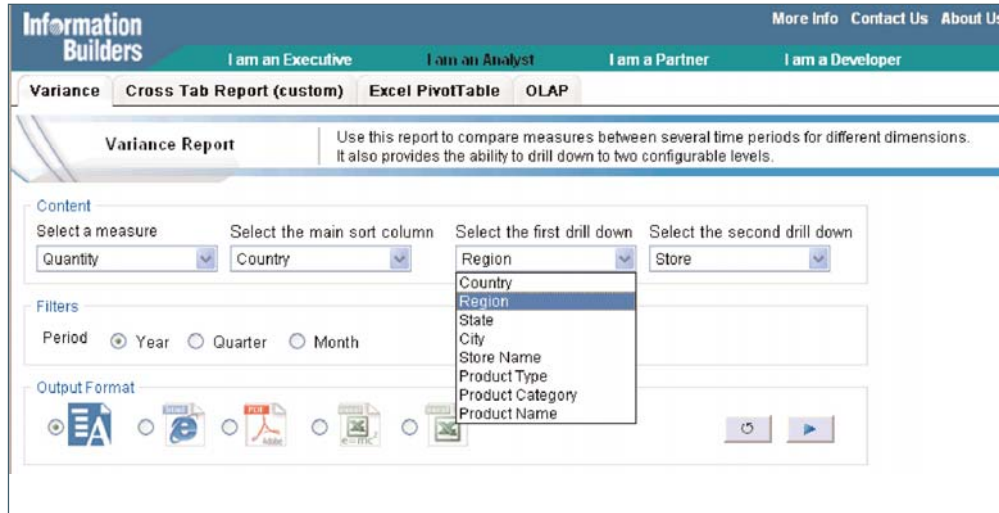 Information
Builders
More Info Contact Us About Us
I am an Executive I am an Analyst I am a Partner I am a Developer
Variance Cross Tab Report (custom) Excel PivotTable OLAP
Variance Report
Use this report to compare measures between several time periods for different dimensions.
It also provides the ability to drill down to two configurable levels.
Content
Select a measure Select the main sort column Select the first drill down Select the second drill down
Quantity Country Region Store
Country
Region
State
City
Store Name
Product Type
Product Category
Product Name
Filters
Period Year Quarter Month
Output Format
A PDF Adobe e=mc